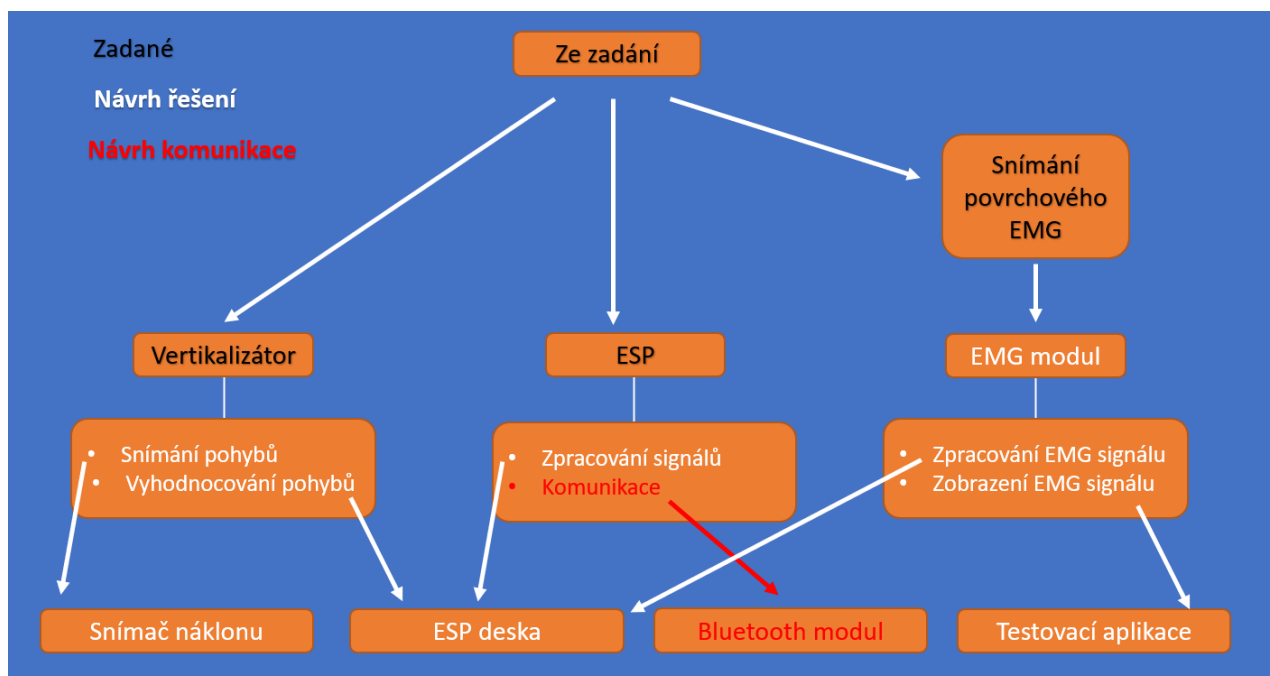 Zadané
Ze zadání
Návrh řešení
Návrh komunikace
Snímání
povrchového
EMG
Vertikalizátor
ESP
EMG modul
• Snímání pohybů
• Vyhodnocování pohybů
• Zpracování signálů
• Komunikace
• Zpracování EMG signálu
• Zobrazení EMG signálu
Snímač náklonu
ESP deska
Bluetooth modul
Testovací aplikace